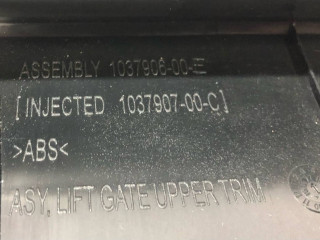 ASSEMBLY 1037906-00-E
[INJECTED 1037907-00-C]
>ABS<
ASY, LIFT GATE UPPER TRIM